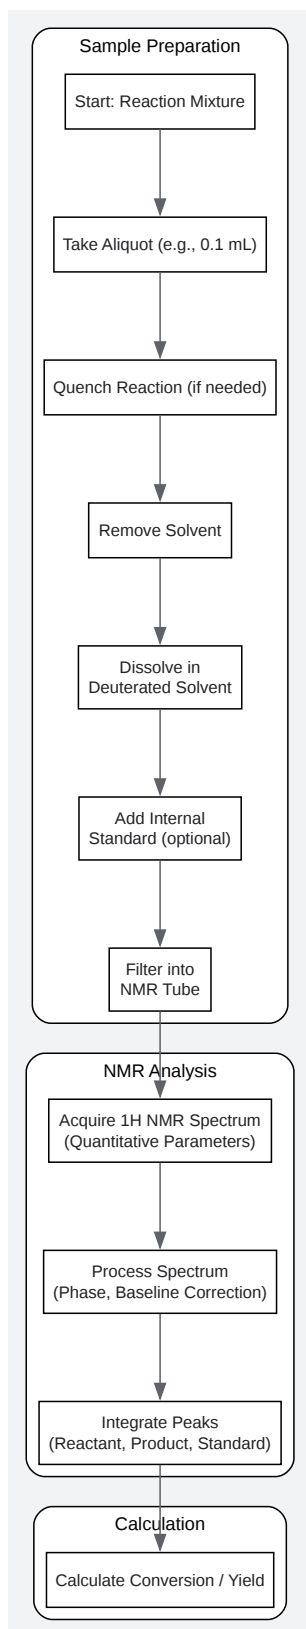 Sample Preparation
Start: Reaction Mixture
Take Aliquot (e.g., 0.1 mL)
Quench Reaction (if needed)
Remove Solvent
Dissolve in
Deuterated Solvent
Add Internal
Standard (optional)
Filter into
NMR Tube
NMR Analysis
Acquire 1H NMR Spectrum
(Quantitative Parameters)
Process Spectrum
(Phase, Baseline Correction)
Integrate Peaks
(Reactant, Product, Standard)
Calculation
Calculate Conversion / Yield